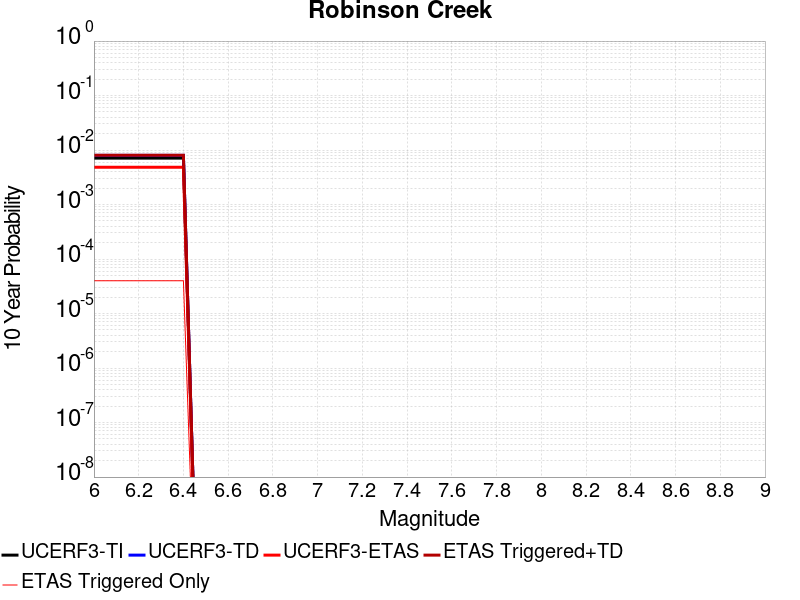 Robinson Creek
10^0
10^-1
10^-2
10^-3
10^-4
10^-5
10^-6
10^-7
10^-8
10 Year Probability
6 6.2 6.4 6.6 6.8 7 7.2 7.4 7.6 7.8 8 8.2 8.4 8.6 8.8 9
Magnitude
UCERF3-TI UCERF3-TD UCERF3-ETAS ETAS Triggered+TD
ETAS Triggered Only